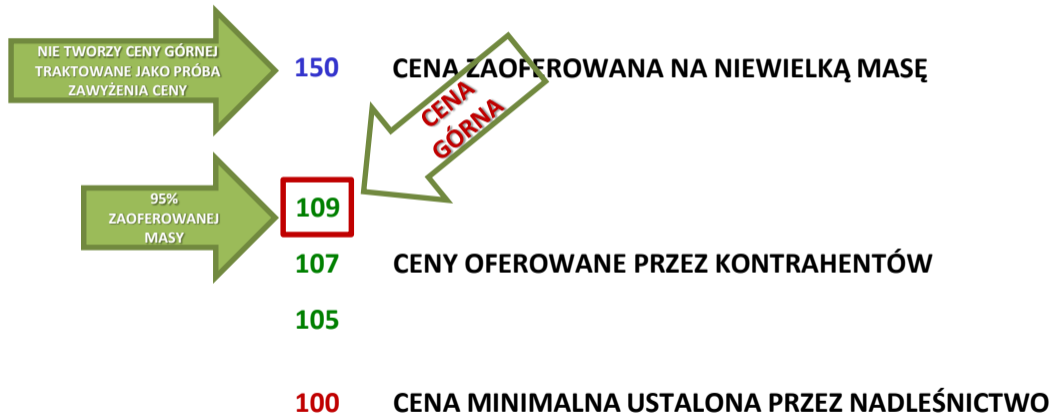 NIE TWORZY CENY GÓRNEJ
TRAKTOWANE JAKO PRÓBA
ZAWYŻENIA CENY
150 CENA ZAOFEROWANA NA NIEWIELKĄ MASĘ
CENA
GÓRNA
95%
ZAOFEROWANEJ
MASY
109
107 CENY OFEROWANE PRZEZ KONTRAHENTÓW
105
100 CENA MINIMALNA USTALONA PRZEZ NADLEŚNICTWO